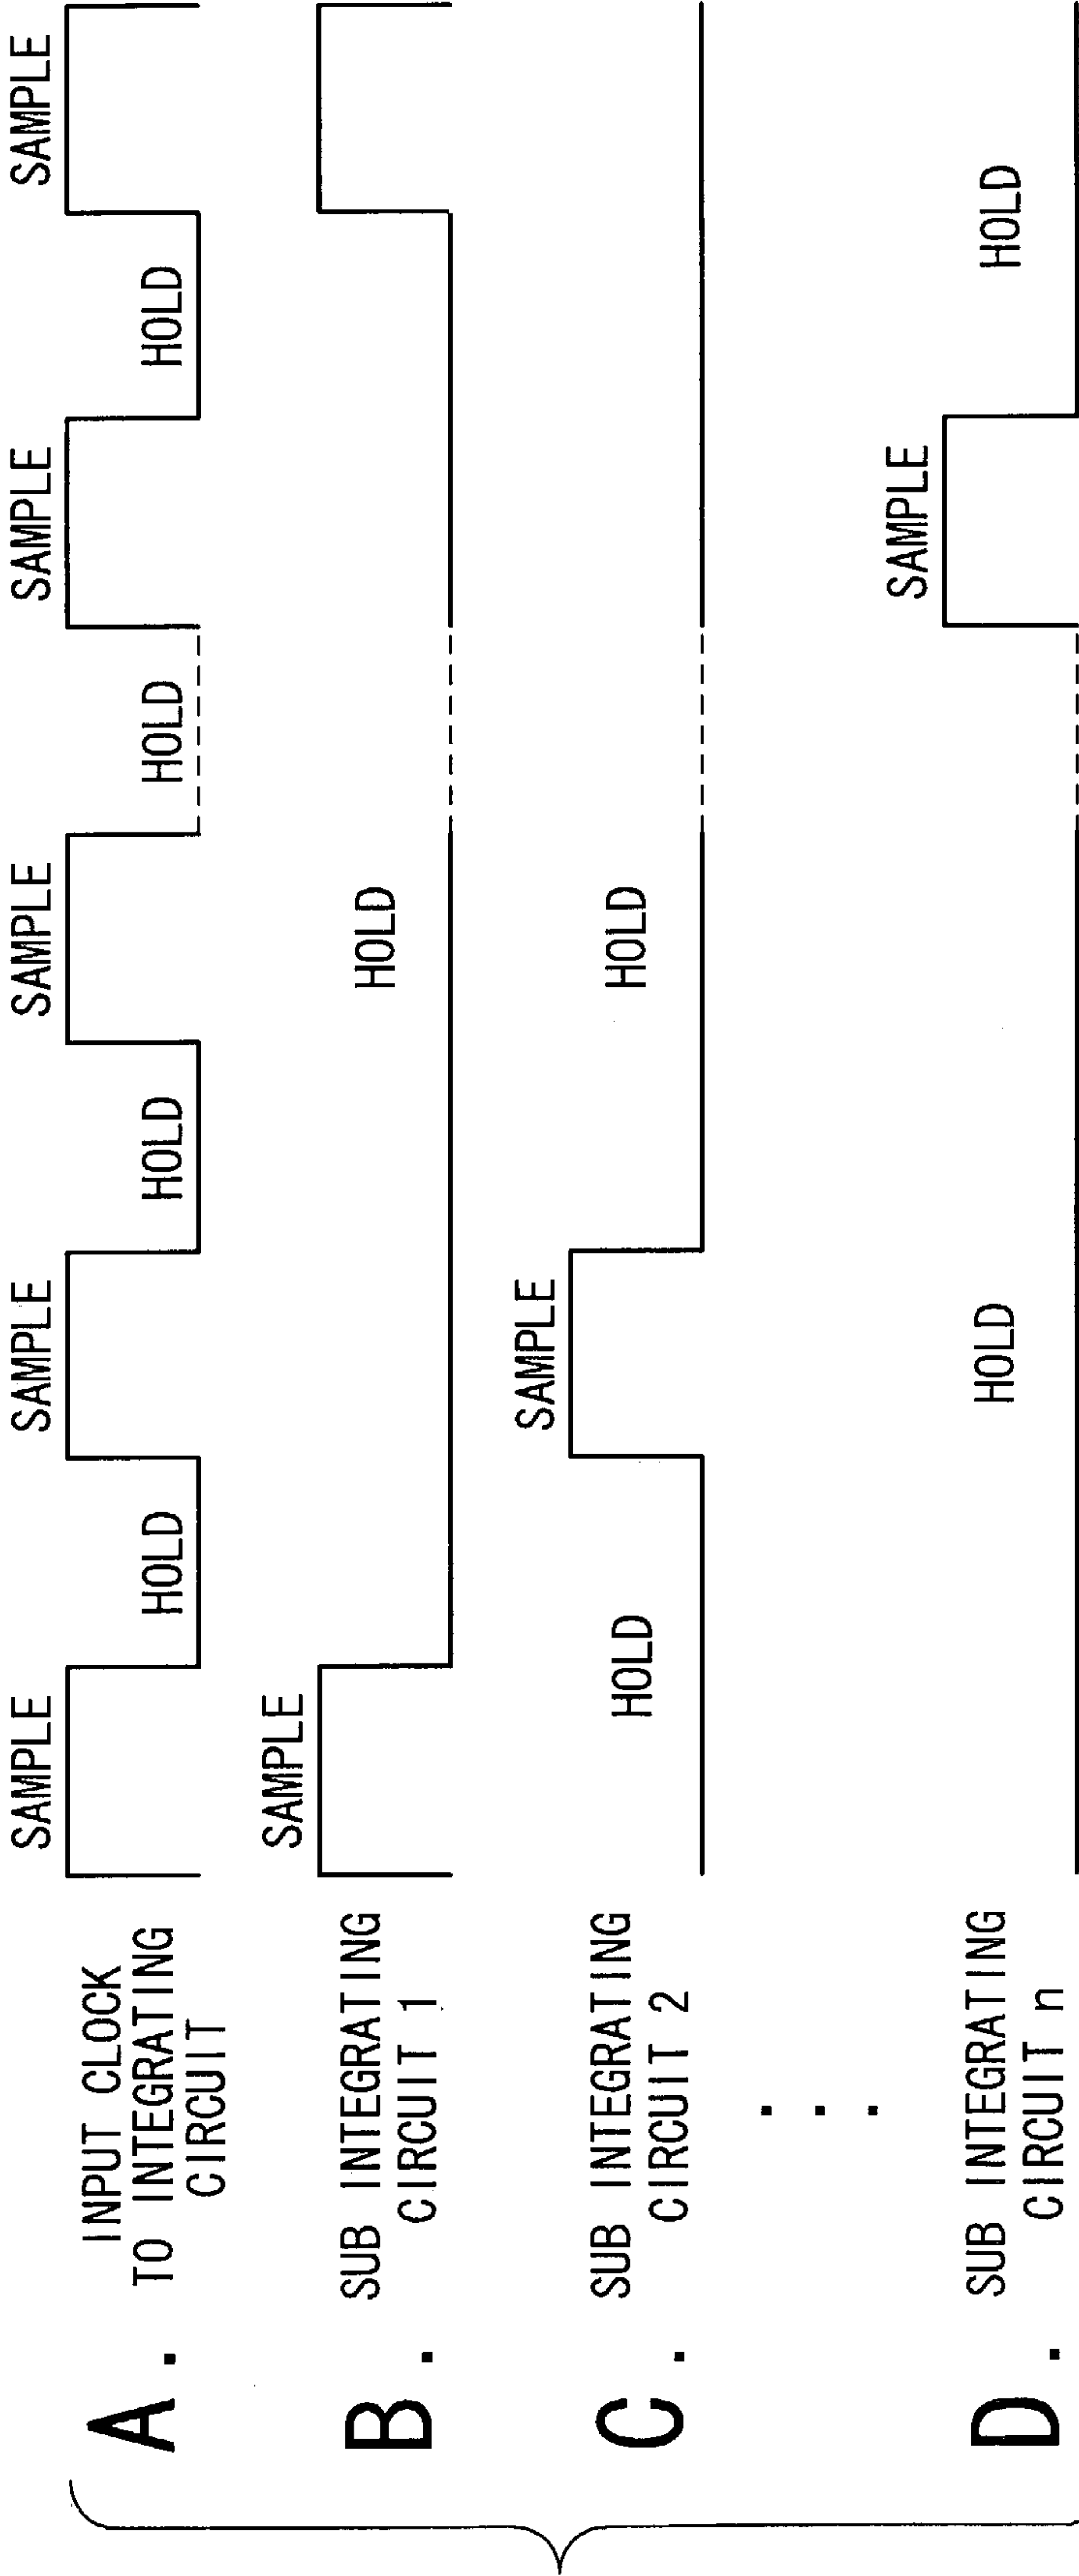 SAMPLE SAMPLE SAMPLE SAMPLE SAMPLE
A. INPUT CLOCK
TO INTEGRATING
CIRCUIT
HOLD HOLD HOLD HOLD
SAMPLE
B. SUB INTEGRATING
CIRCUIT 1
HOLD
SAMPLE
C. SUB INTEGRATING
CIRCUIT 2
HOLD HOLD
SAMPLE
D. SUB INTEGRATING
CIRCUIT n
HOLD HOLD